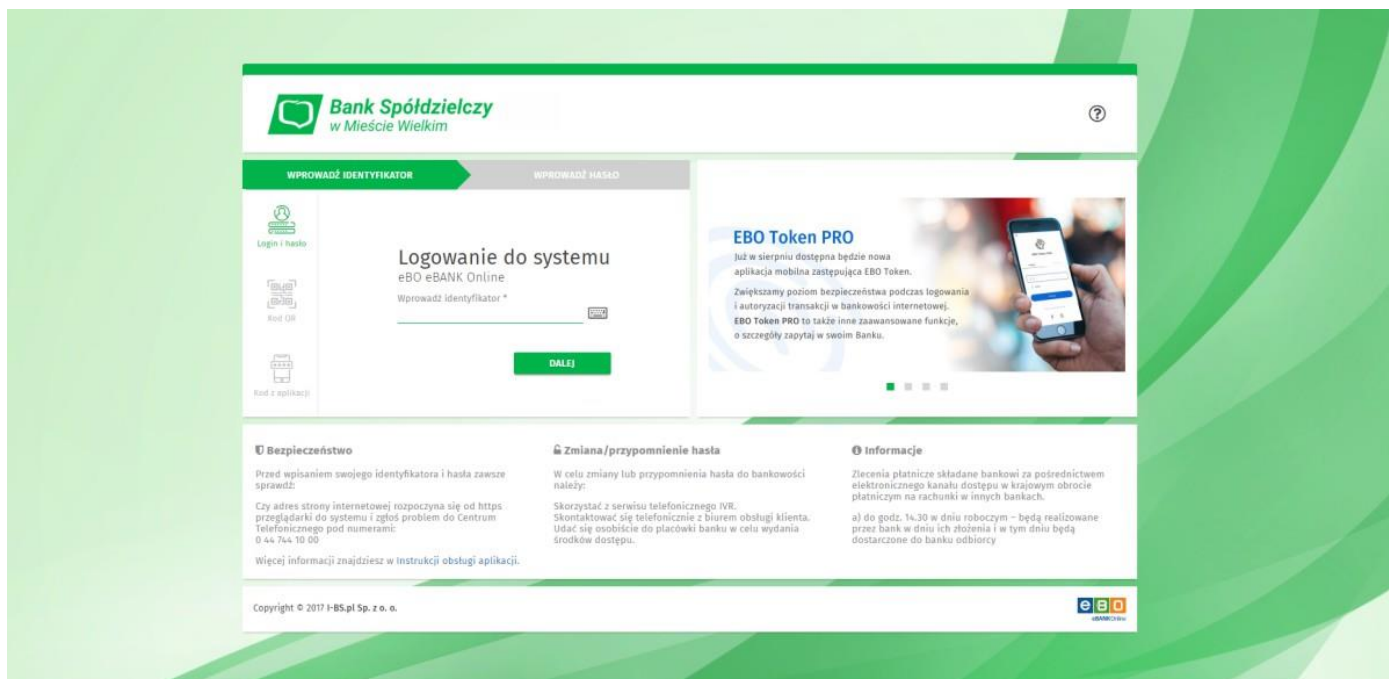 Bank Spółdzielczy
w Mieście Wielkim
WPROWADŹ IDENTYFIKATOR
WPROWADŹ HASŁO
Login i hasło
Kod QR
Kod z aplikacji
Logowanie do systemu
eBO eBANK Online
Wprowadź identyfikator *
DALEJ
EBO Token PRO
Już w sierpniu dostępna będzie nowa
aplikacja mobilna zastępująca EBO Token.
Zwiększamy poziom bezpieczeństwa podczas logowania
i autoryzacji transakcji w bankowości internetowej.
EBO Token PRO to także inne zaawansowane funkcje,
o szczegóły zapytaj w swoim Banku.
Bezpieczeństwo
Przed wpisaniem swojego identyfikatora i hasła zawsze
sprawdź:
Czy adres strony internetowej rozpoczyna się od https
przeglądarki do systemu i zgłoś problem do Centrum
Telefonicznego pod numerami:
0 44 744 10 00
Więcej informacji znajdziesz w Instrukcji obsługi aplikacji.
Zmiana/przypomnienie hasła
W celu zmiany lub przypomnienia hasła do bankowości
należy:
Skorzystać z serwisu telefonicznego IVR.
Skontaktować się telefonicznie z biurem obsługi klienta.
Udać się osobiście do placówki banku w celu wydania
środków dostępu.
Informacje
Zlecenia płatnicze składane bankowi za pośrednictwem
elektronicznego kanału dostępu w krajowym obrocie
płatniczym na rachunki w innych bankach.
a) do godz. 14.30 w dniu roboczym – będą realizowane
przez bank w dniu ich złożenia i w tym dniu będą
dostarczone do banku odbiorcy
Copyright © 2017 I-BS.pl Sp. z o. o.
eBO
eBANKOnline